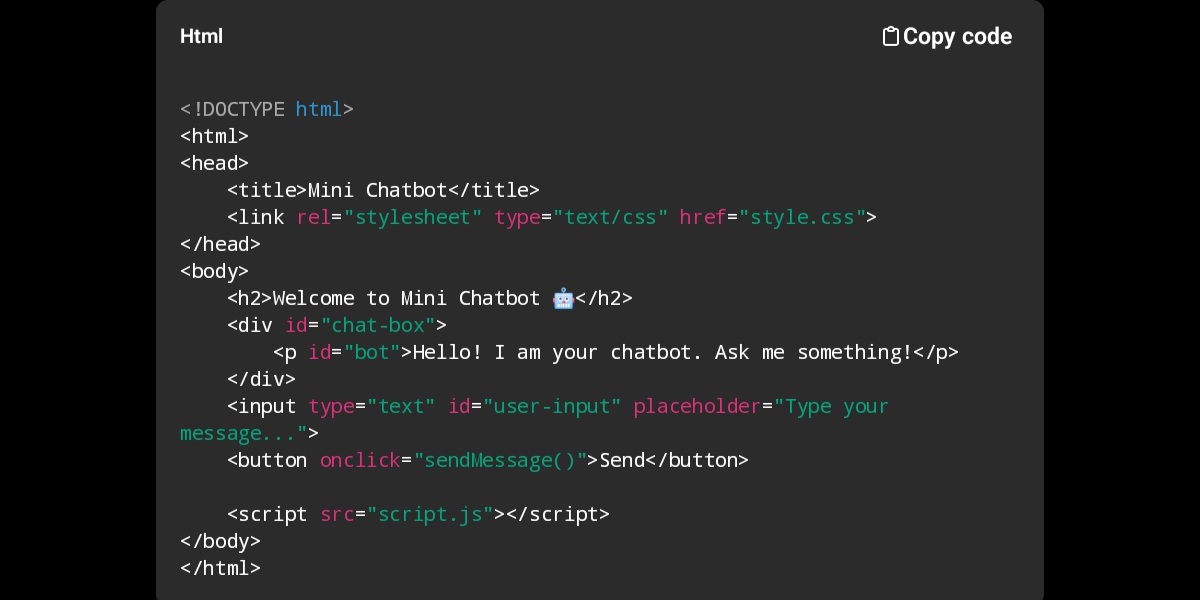 Html
Copy code
<!DOCTYPE html>
<html>
<head>
    <title>Mini Chatbot</title>
    <link rel="stylesheet" type="text/css" href="style.css">
</head>
<body>
    <h2>Welcome to Mini Chatbot 🤖</h2>
    <div id="chat-box">
        <p id="bot">Hello! I am your chatbot. Ask me something!</p>
    </div>
    <input type="text" id="user-input" placeholder="Type your
message...">
    <button onclick="sendMessage()">Send</button>

    <script src="script.js"></script>
</body>
</html>